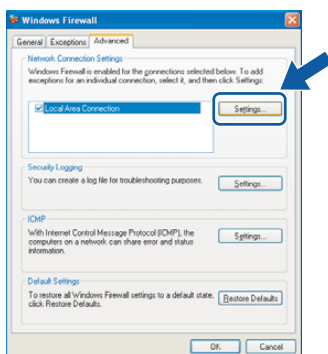 Windows Firewall
General Exceptions Advanced
Network Connection Settings
Windows Firewall is enabled for the connections selected below. To add
exceptions for an individual connection, select it, and then click Settings:
Local Area Connection
Settings...
Security Logging
You can create a log file for troubleshooting purposes.
Settings...
ICMP
With Internet Control Message Protocol (ICMP), the
computers on a network can share error and status
information.
Settings...
Default Settings
To restore all Windows Firewall settings to a default state,
click Restore Defaults.
Restore Defaults
OK Cancel